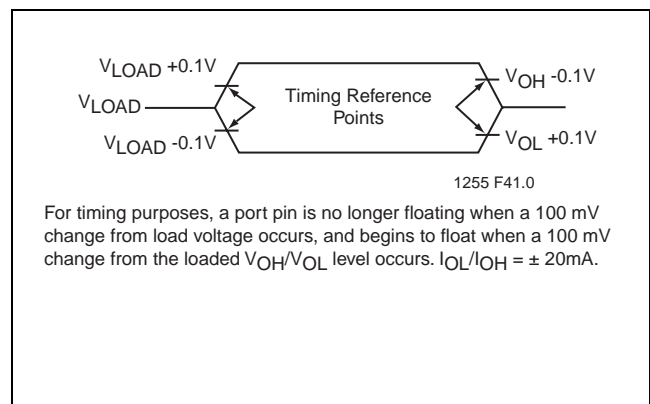 VLOAD +0.1V
VLOAD
VLOAD -0.1V
Timing Reference
Points
VOH -0.1V
VOL +0.1V
1255 F41.0
For timing purposes, a port pin is no longer floating when a 100 mV
change from load voltage occurs, and begins to float when a 100 mV
change from the loaded VOH/VOL level occurs. IOL/IOH = ± 20mA.